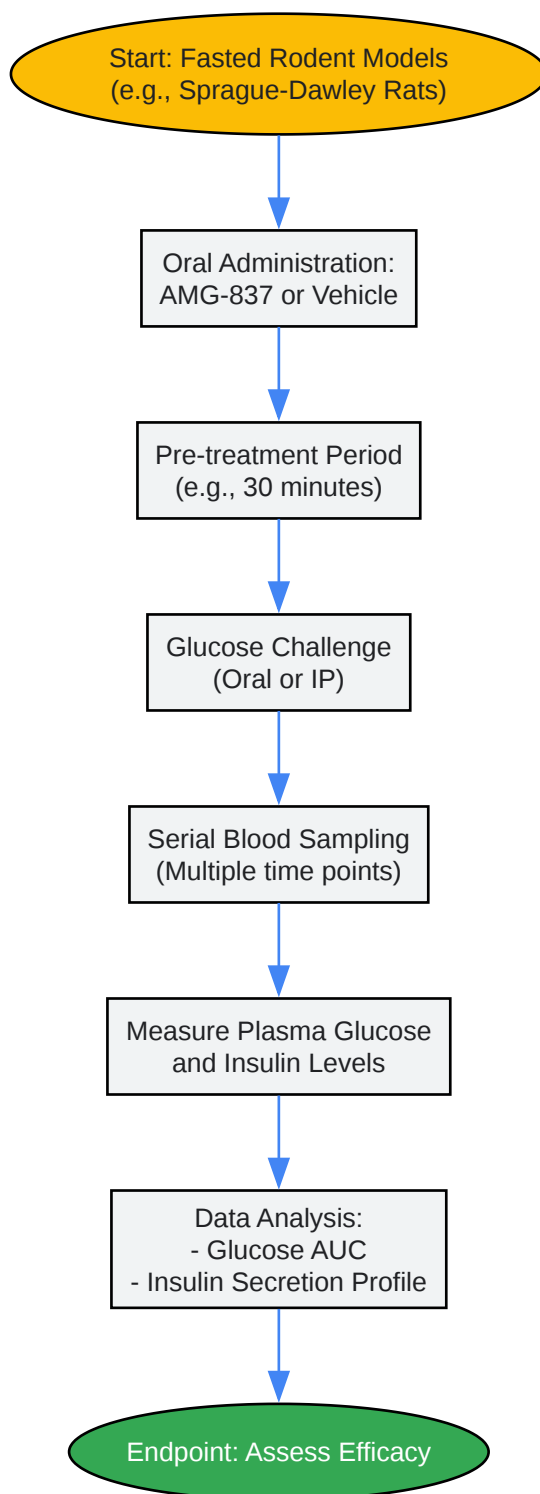 Start: Fasted Rodent Models
(e.g., Sprague-Dawley Rats)
Oral Administration:
AMG-837 or Vehicle
Pre-treatment Period
(e.g., 30 minutes)
Glucose Challenge
(Oral or IP)
Serial Blood Sampling
(Multiple time points)
Measure Plasma Glucose
and Insulin Levels
Data Analysis:
- Glucose AUC
- Insulin Secretion Profile
Endpoint: Assess Efficacy